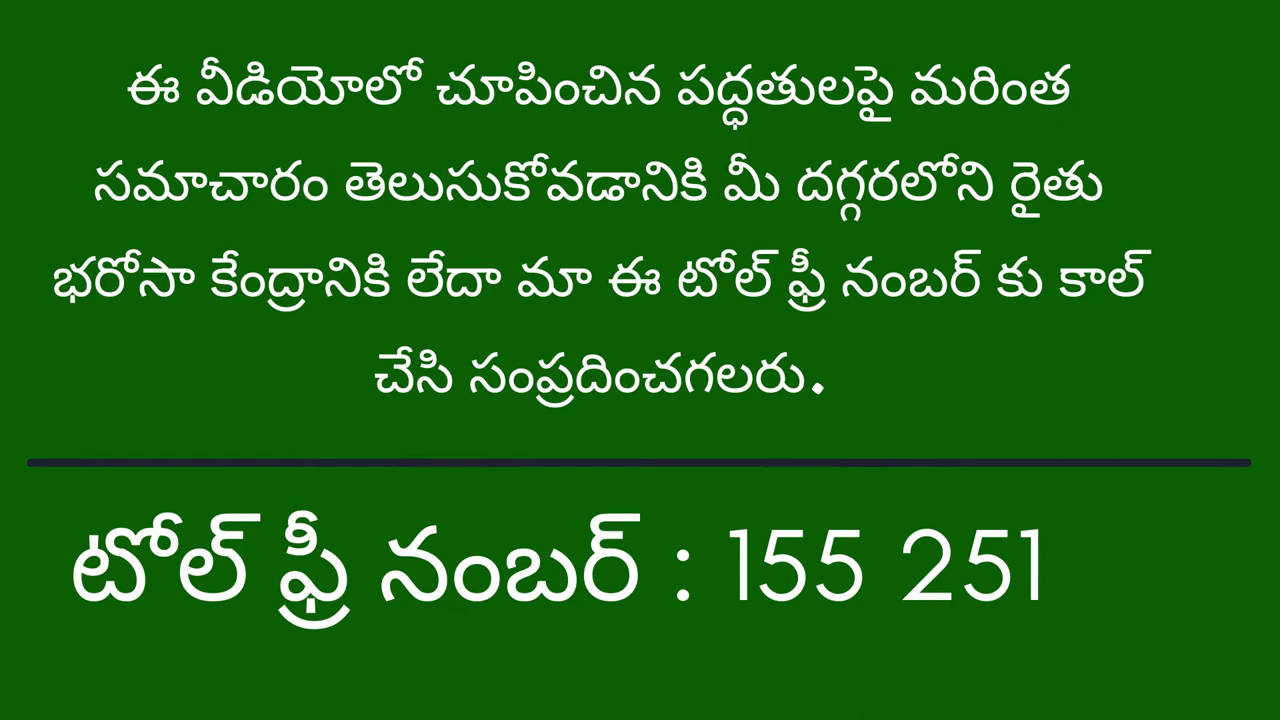 ఈ వీడియోలో చూపించిన పద్ధతులపై మరింత
సమాచారం తెలుసుకోవడానికి మీ దగ్గరలోని రైతు
భరోసా కేంద్రానికి లేదా మా ఈ టోల్ ఫ్రీ నంబర్ కు కాల్
చేసి సంప్రదించగలరు.
టోల్ ఫ్రీ నంబర్ : 155 251